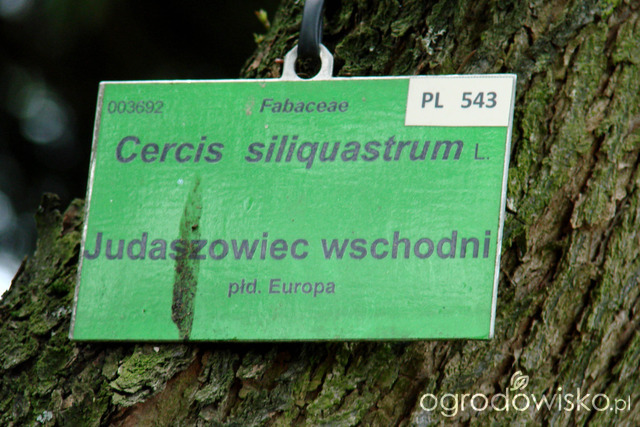 003692 Fabaceae PL 543
Cercis siliquastrum L.
Judaszowiec wschodni
płd. Europa
ogrodowisko.pl